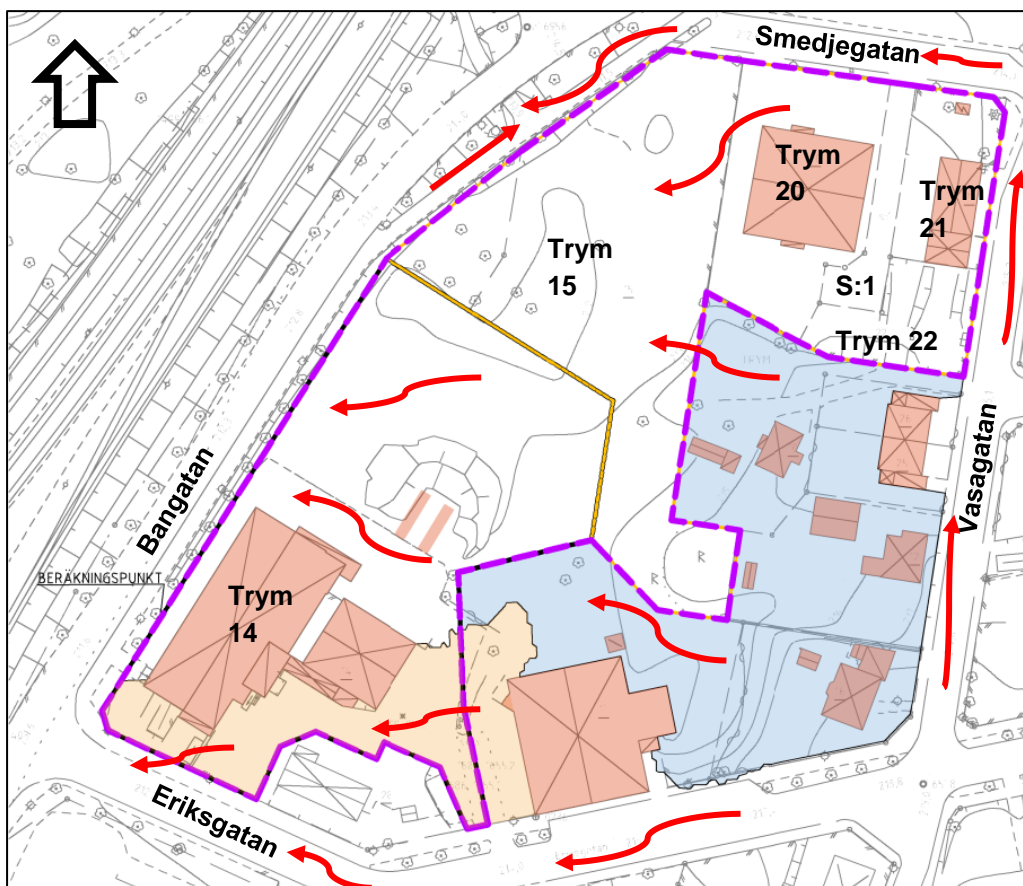 Smedjegatan
Trym
20
Trym
21
Trym
15
S:1
Trym 22
Bangatan
Vasagatan
BERÄKNINGSPUNKT
Trym
14
Eriksgatan